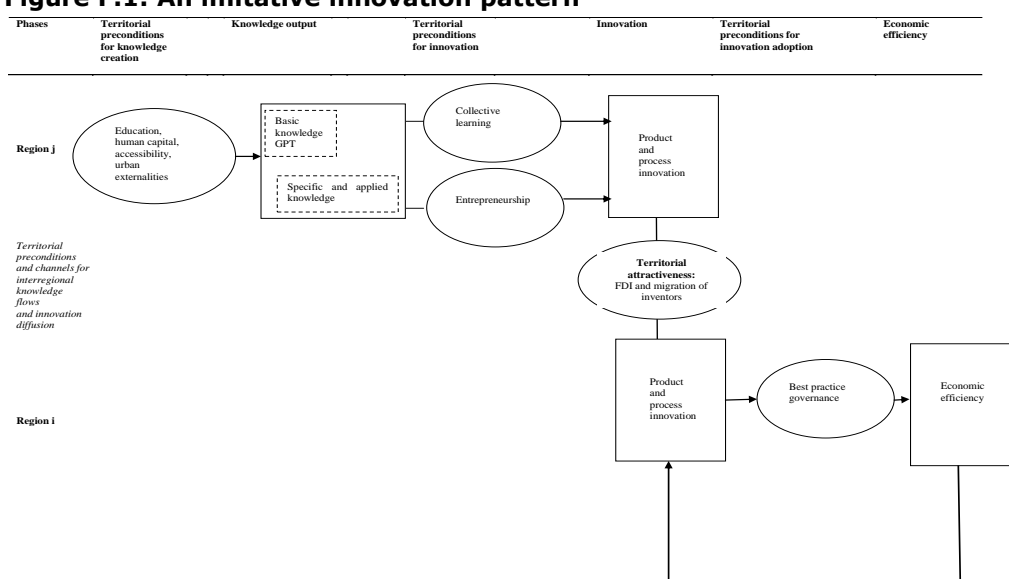 Figure F.1. An imitative innovation pattern
Phases
Territorial
preconditions
for knowledge
creation
Knowledge output
Territorial
preconditions
for innovation
Innovation
Territorial
preconditions for
innovation adoption
Economic
efficiency
Region j
Education,
human capital,
accessibility,
urban
externalities
Basic
knowledge
GPT
Specific and applied
knowledge
Collective
learning
Entrepreneurship
Product
and
process
innovation
Territorial
preconditions
and channels for
interregional
knowledge
flows
and innovation
diffusion
Territorial
attractiveness:
FDI and migration of
inventors
Region i
Product
and
process
innovation
Best practice
governance
Economic
efficiency